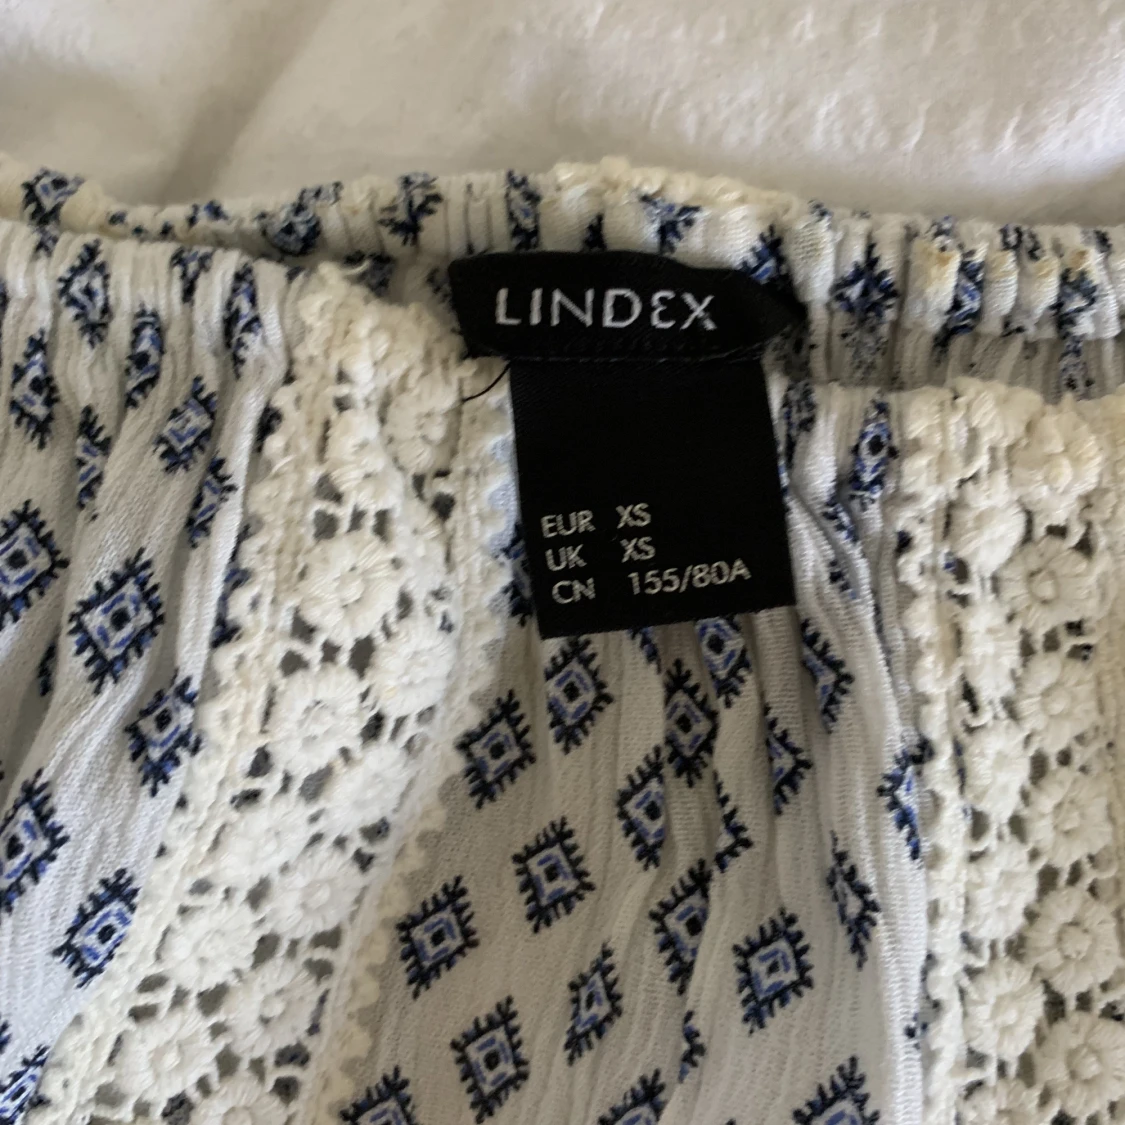 LINDEX
EUR XS
UK XS
CN 155/80A